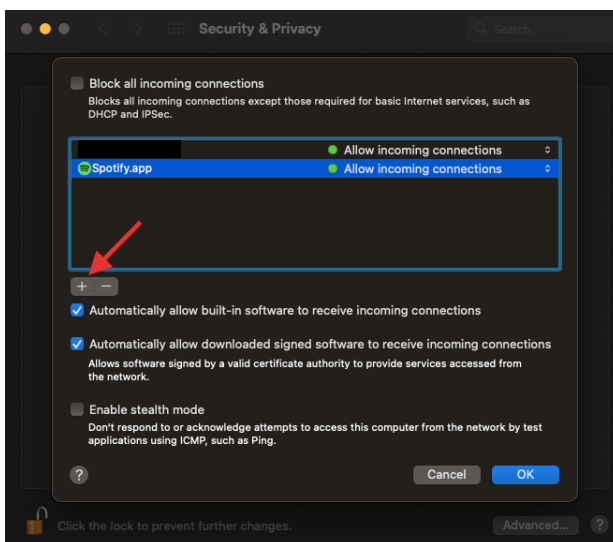 Security & Privacy
Search
Block all incoming connections
Blocks all incoming connections except those required for basic Internet services, such as
DHCP and IPSec.
Allow incoming connections
Spotify.app Allow incoming connections
+ −
Automatically allow built-in software to receive incoming connections
Automatically allow downloaded signed software to receive incoming connections
Allows software signed by a valid certificate authority to provide services accessed from
the network.
Enable stealth mode
Don't respond to or acknowledge attempts to access this computer from the network by test
applications using ICMP, such as Ping.
? Cancel OK
Click the lock to prevent further changes. Advanced... ?